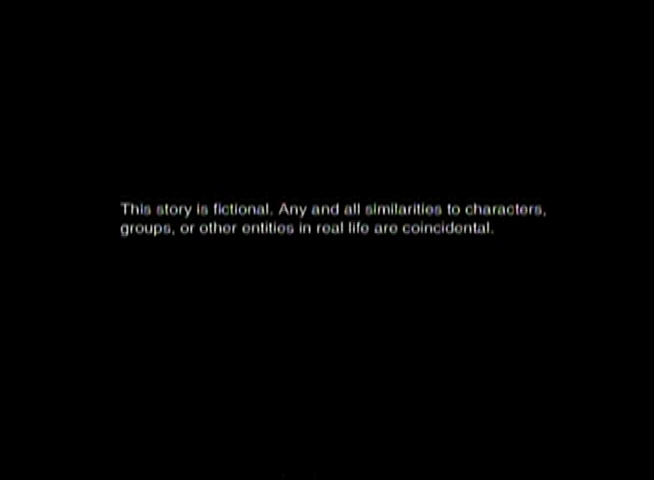 This story is fictional. Any and all similarities to characters,
groups, or other entities in real life are coincidental.